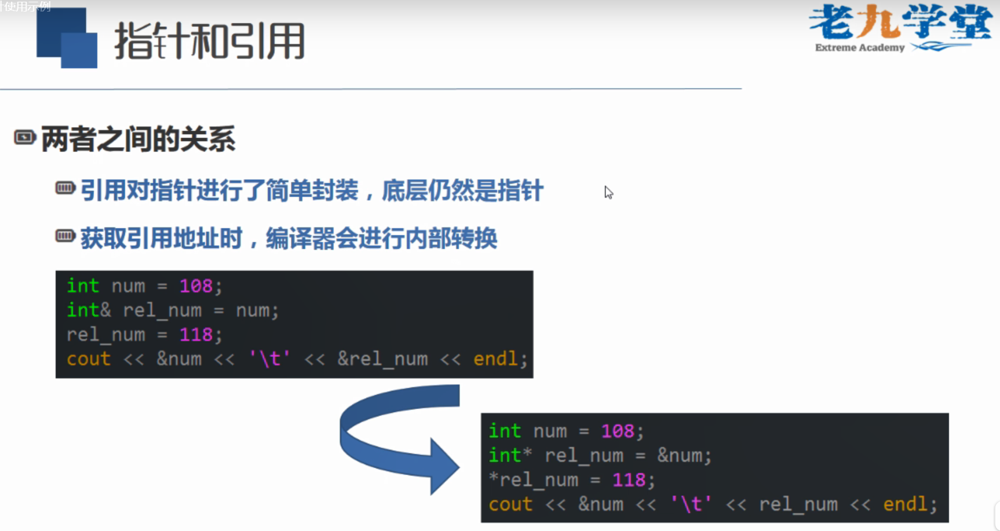 计使用示例
指针和引用
老九学堂
Extreme Academy
两者之间的关系
引用对指针进行了简单封装，底层仍然是指针
获取引用地址时，编译器会进行内部转换
int num = 108;
int& rel_num = num;
rel_num = 118;
cout << &num << '\t' << &rel_num << endl;
int num = 108;
int* rel_num = &num;
*rel_num = 118;
cout << &num << '\t' << rel_num << endl;